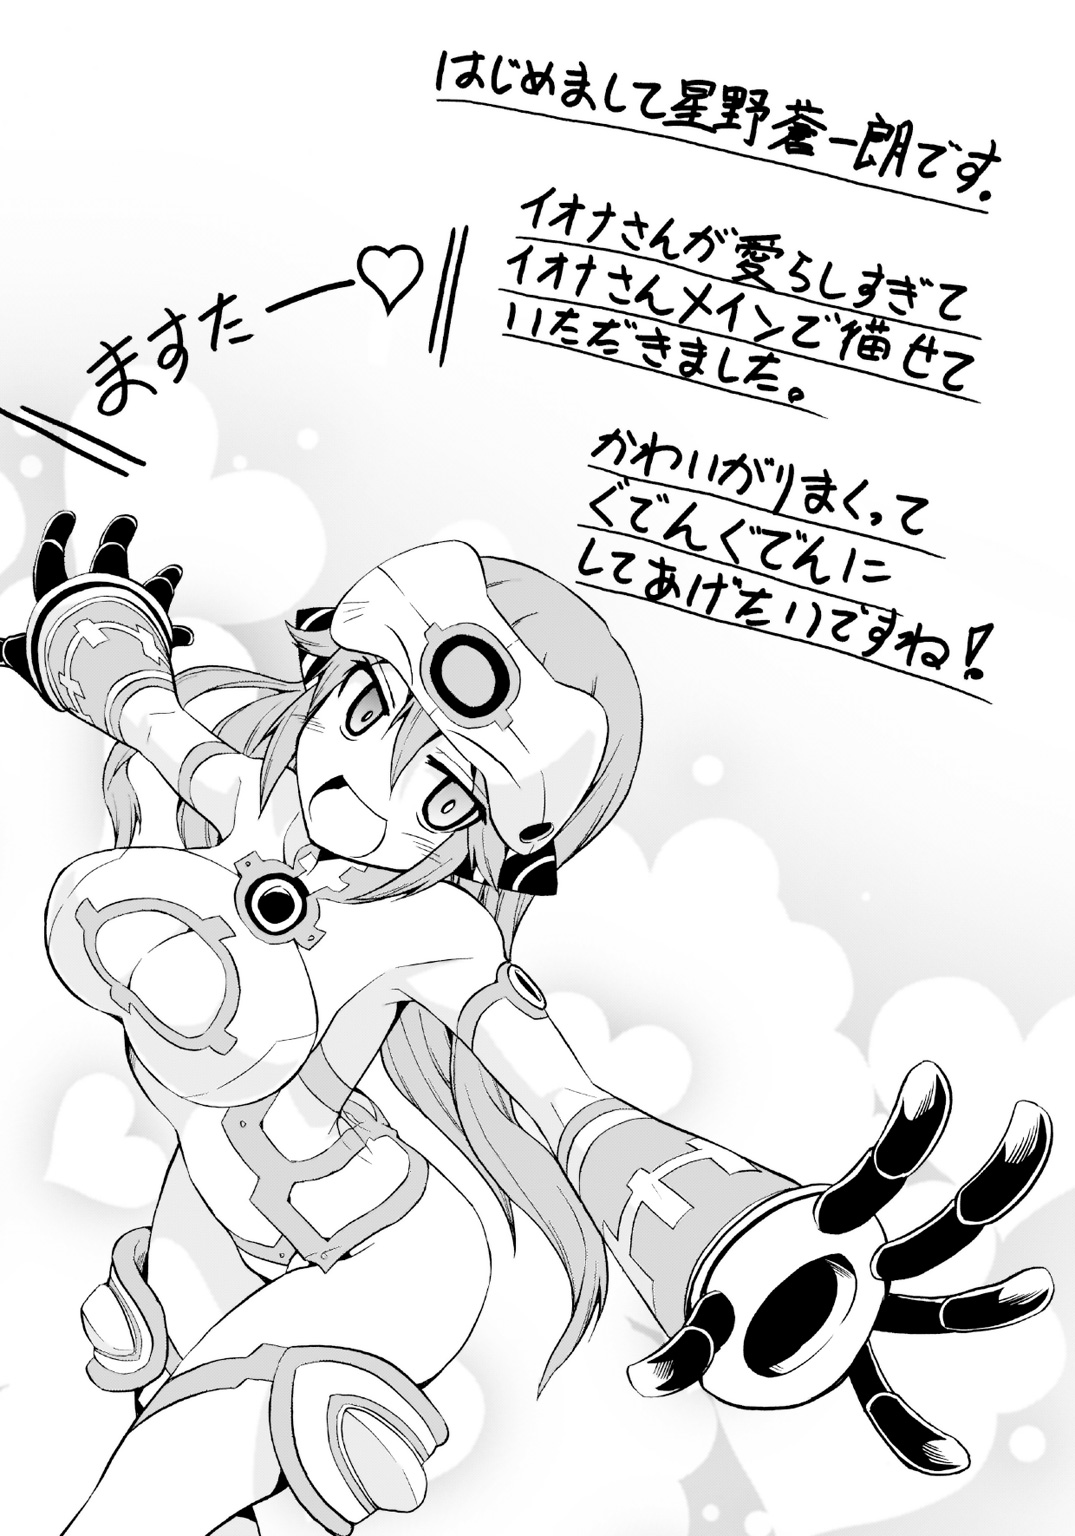 はじめまして星野蒼一朗です.
イオナさんが愛らしすぎて
イオナさんメインで描せて
いただきました。
かわいがりまくって
ぐでんぐでんに
してあげたいですね!
ますたー♡